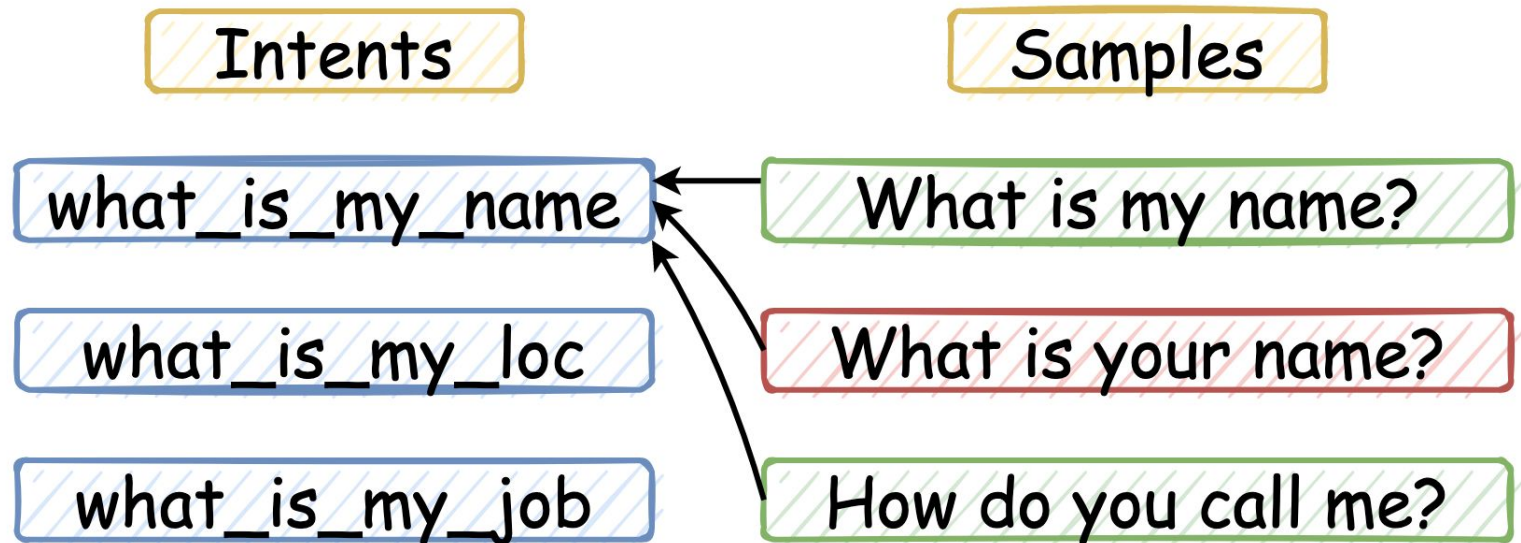 Intents
Samples
what_is_my_name
What is my name?
what_is_my_loc
What is your name?
what_is_my_job
How do you call me?